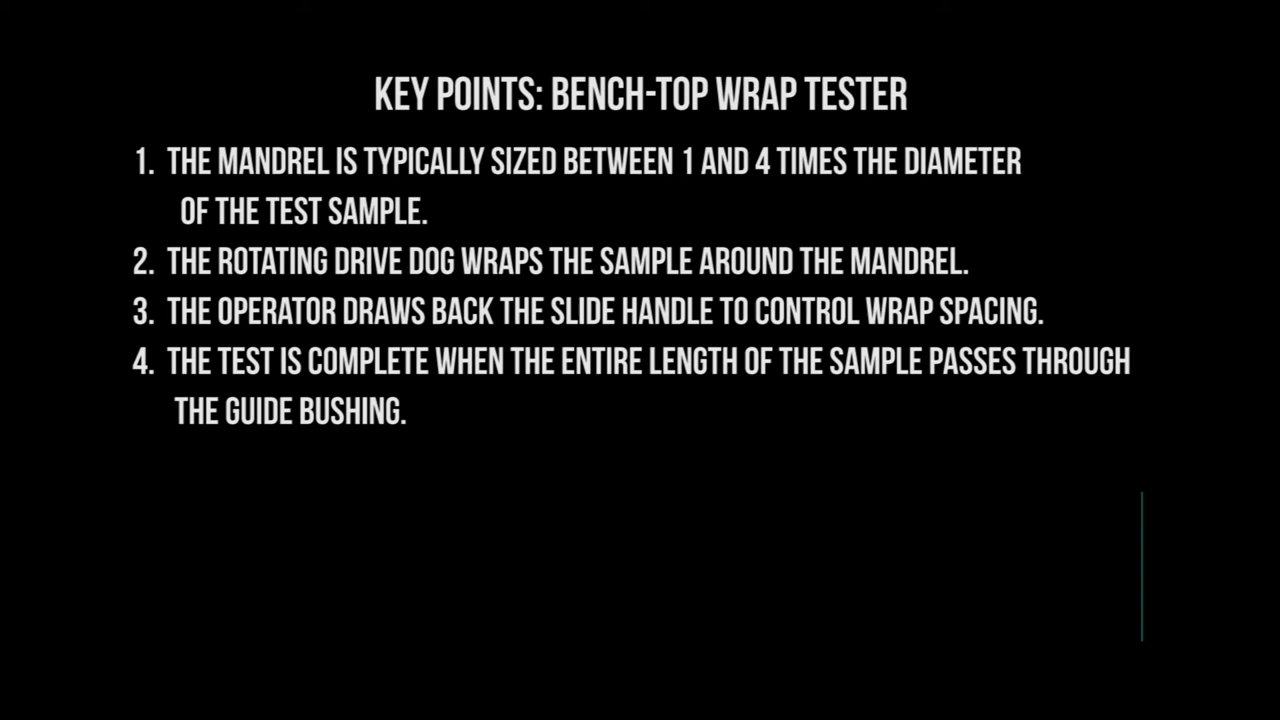 KEY POINTS: BENCH-TOP WRAP TESTER
1. THE MANDREL IS TYPICALLY SIZED BETWEEN 1 AND 4 TIMES THE DIAMETER
OF THE TEST SAMPLE.
2. THE ROTATING DRIVE DOG WRAPS THE SAMPLE AROUND THE MANDREL.
3. THE OPERATOR DRAWS BACK THE SLIDE HANDLE TO CONTROL WRAP SPACING.
4. THE TEST IS COMPLETE WHEN THE ENTIRE LENGTH OF THE SAMPLE PASSES THROUGH
THE GUIDE BUSHING.